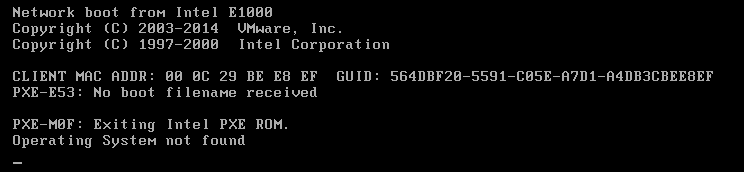 Network boot from Intel E1000
Copyright (C) 2003-2014  VMware, Inc.
Copyright (C) 1997-2000  Intel Corporation
CLIENT MAC ADDR: 00 0C 29 BE E8 EF  GUID: 564DBF20-5591-C05E-A7D1-A4DB3CBEE8EF
PXE-E53: No boot filename received
PXE-M0F: Exiting Intel PXE ROM.
Operating System not found